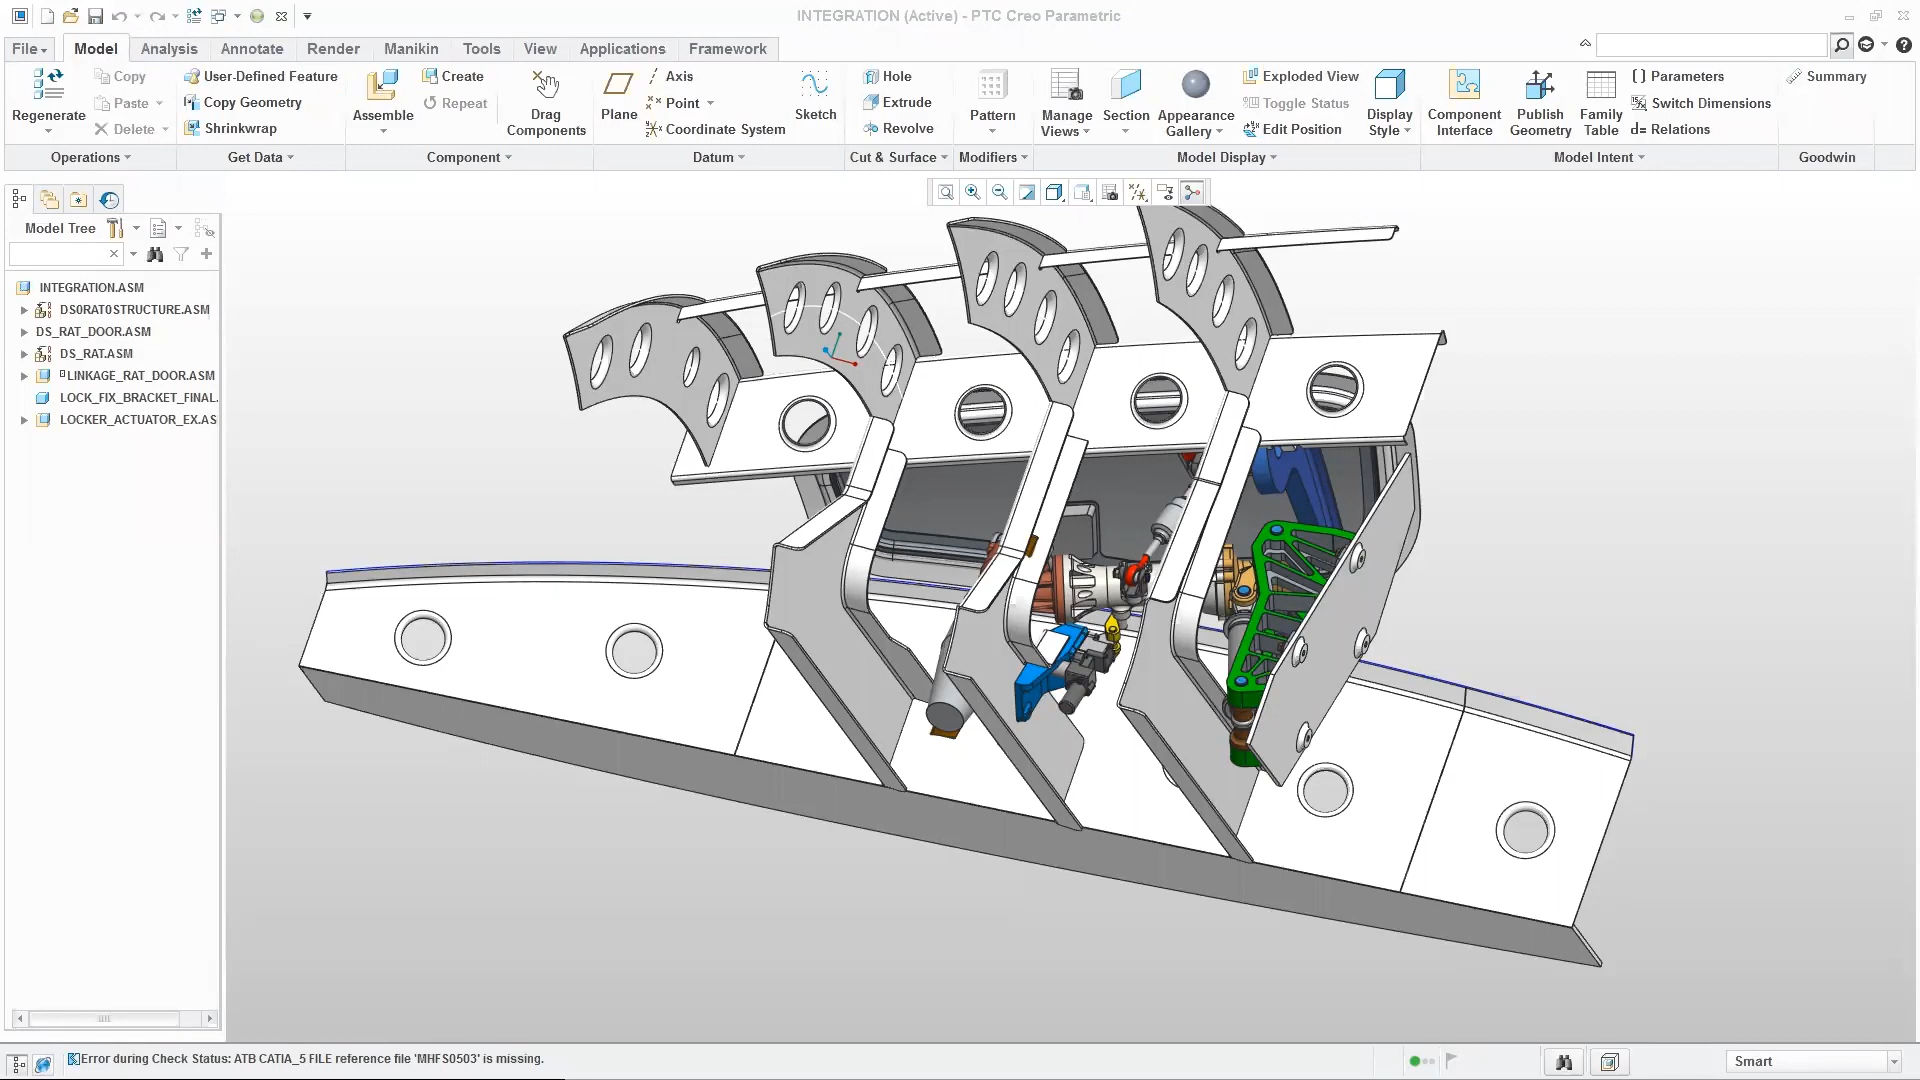 INTEGRATION (Active) - PTC Creo Parametric
File Model Analysis Annotate Render Manikin Tools View Applications Framework
Regenerate
Copy
Paste
Delete
User-Defined Feature
Copy Geometry
Shrinkwrap
Assemble
Create
Repeat
Drag Components
Plane
Axis
Point
Coordinate System
Sketch
Hole
Extrude
Revolve
Pattern
Manage Views
Section
Appearance Gallery
Exploded View
Toggle Status
Edit Position
Display Style
Component Interface
Publish Geometry
Family Table
Parameters
Switch Dimensions
d= Relations
Summary
Operations Get Data Component Datum Cut & Surface Modifiers Model Display Model Intent Goodwin
Model Tree
INTEGRATION.ASM
DS0RAT0STRUCTURE.ASM
DS_RAT_DOOR.ASM
DS_RAT.ASM
LINKAGE_RAT_DOOR.ASM
LOCK_FIX_BRACKET_FINAL.
LOCKER_ACTUATOR_EX.AS
Error during Check Status: ATB CATIA_5 FILE reference file 'MHFS0503' is missing.
Smart